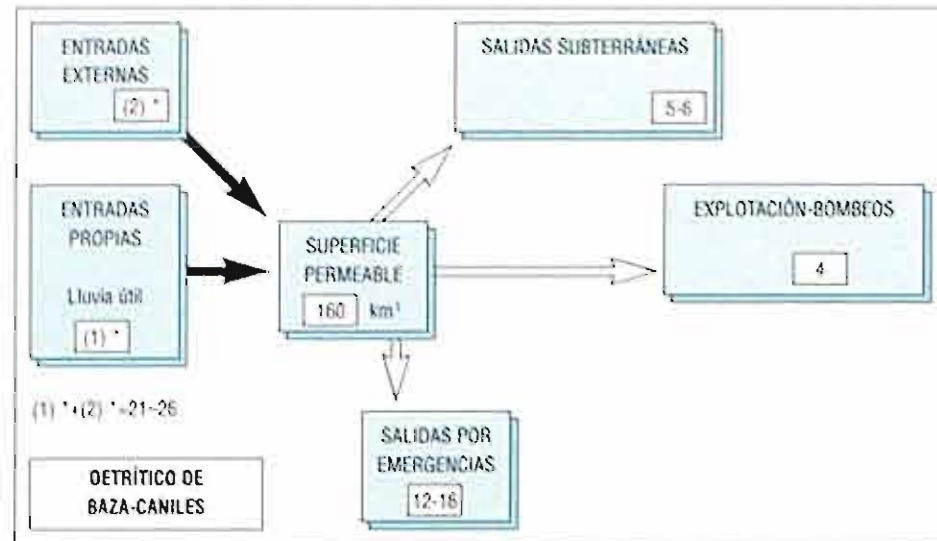 ENTRADAS
EXTERNAS
(2) *
SALIDAS SUBTERRÁNEAS
5-6
ENTRADAS
PROPIAS
Lluvia útil
(1) *
SUPERFICIE
PERMEABLE
160 km²
EXPLOTACIÓN-BOMBEOS
4
(1) *+(2) *=21-26
SALIDAS POR
EMERGENCIAS
12-16
DETRÍTICO DE
BAZA-CANILES